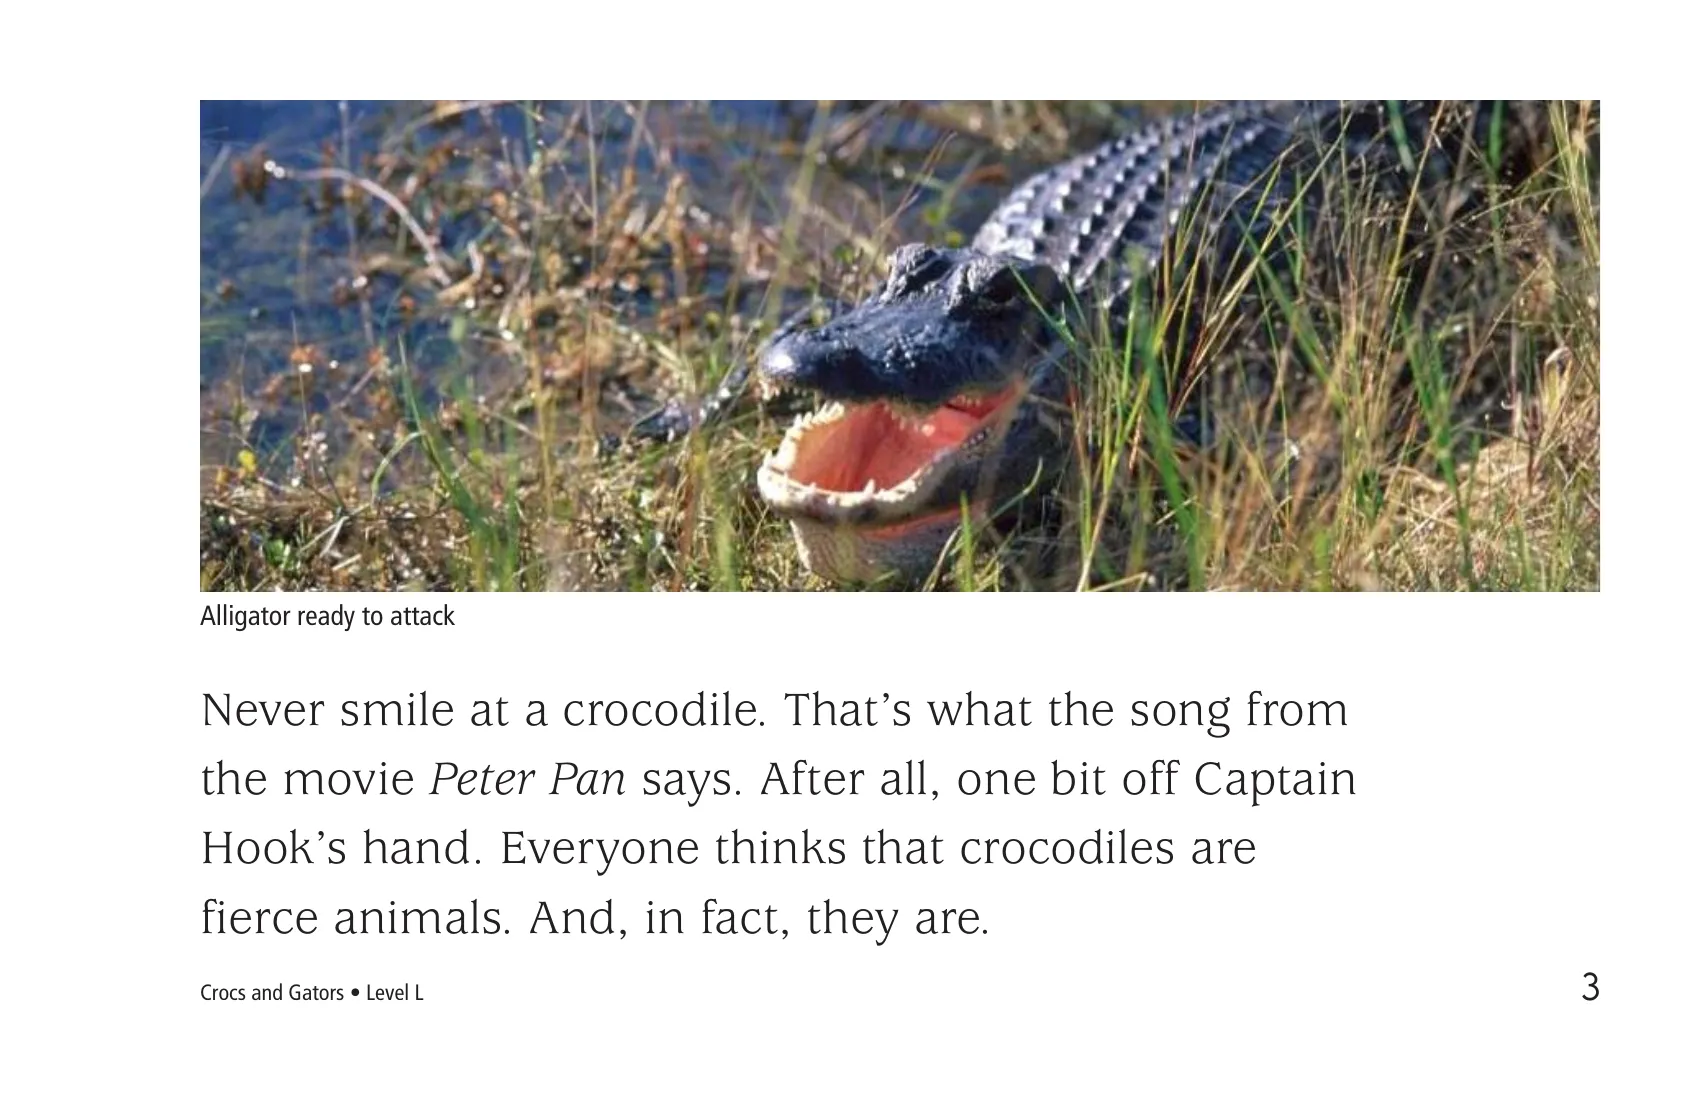 Alligator ready to attack
Never smile at a crocodile. That’s what the song from
the movie Peter Pan says. After all, one bit off Captain
Hook’s hand. Everyone thinks that crocodiles are
fierce animals. And, in fact, they are.
Crocs and Gators • Level L
3